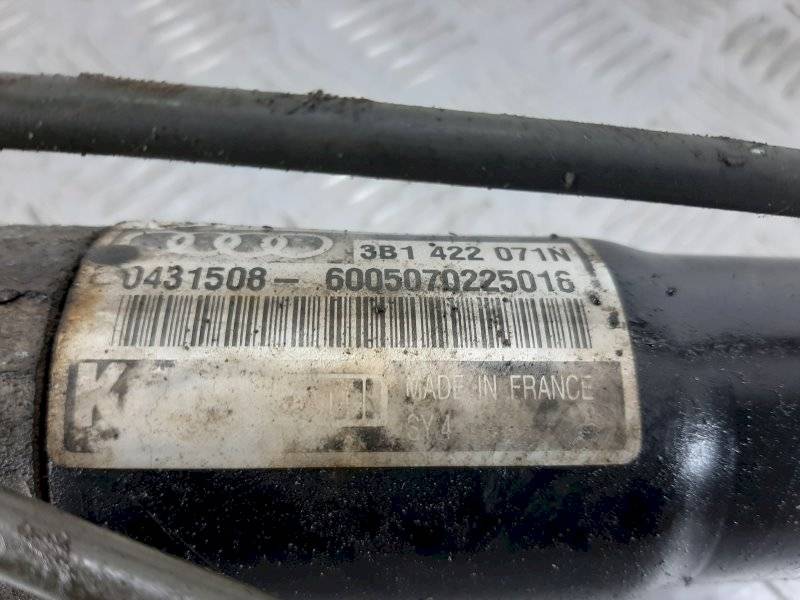 3B1 422 071N
0431508- 6005070225016
K
MADE IN FRANCE
SY4